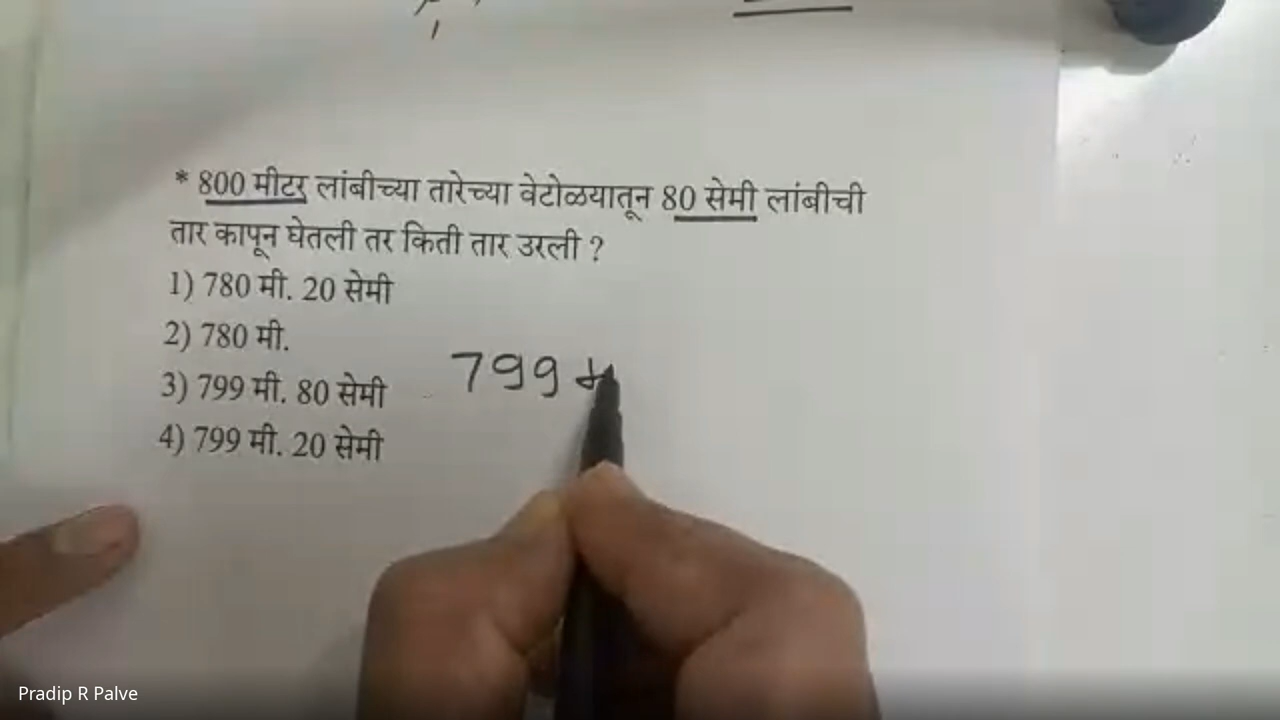 * 800 मीटर लांबीच्या तारेच्या वेटोळयातून 80 सेमी लांबीची
तार कापून घेतली तर किती तार उरली ?
1) 780 मी. 20 सेमी
2) 780 मी.
3) 799 मी. 80 सेमी
4) 799 मी. 20 सेमी
799
Pradip R Palve